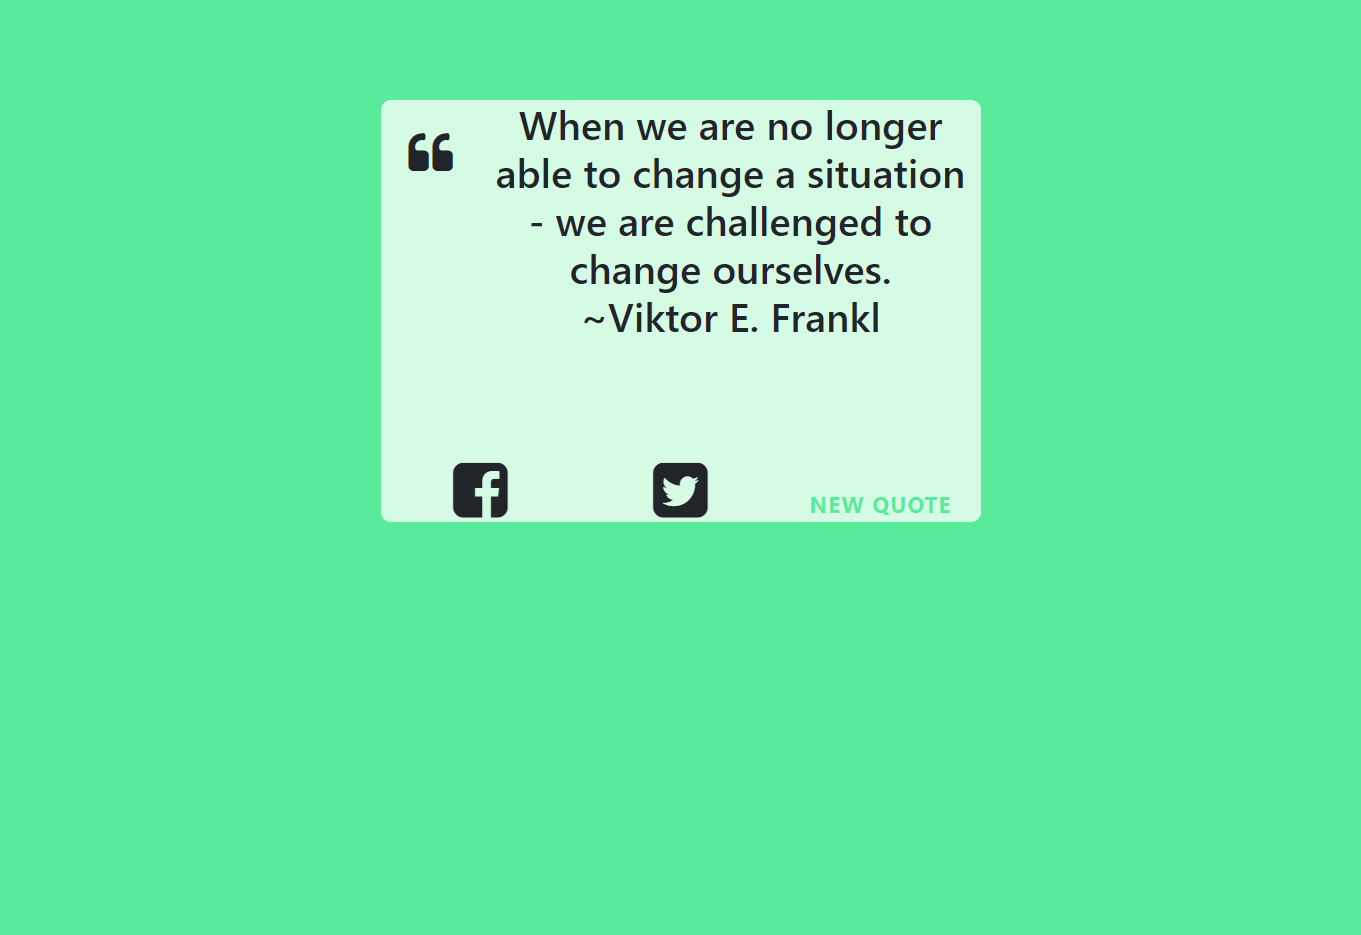 When we are no longer
able to change a situation
- we are challenged to
change ourselves.
~Viktor E. Frankl
NEW QUOTE